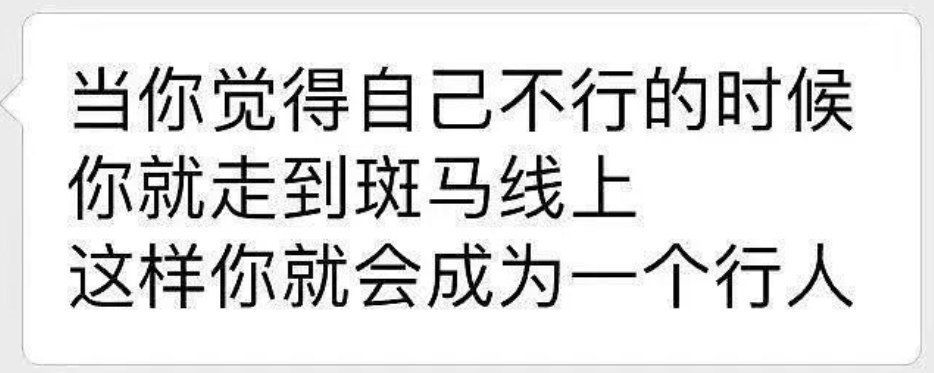 当你觉得自己不行的时候
你就走到斑马线上
这样你就会成为一个行人